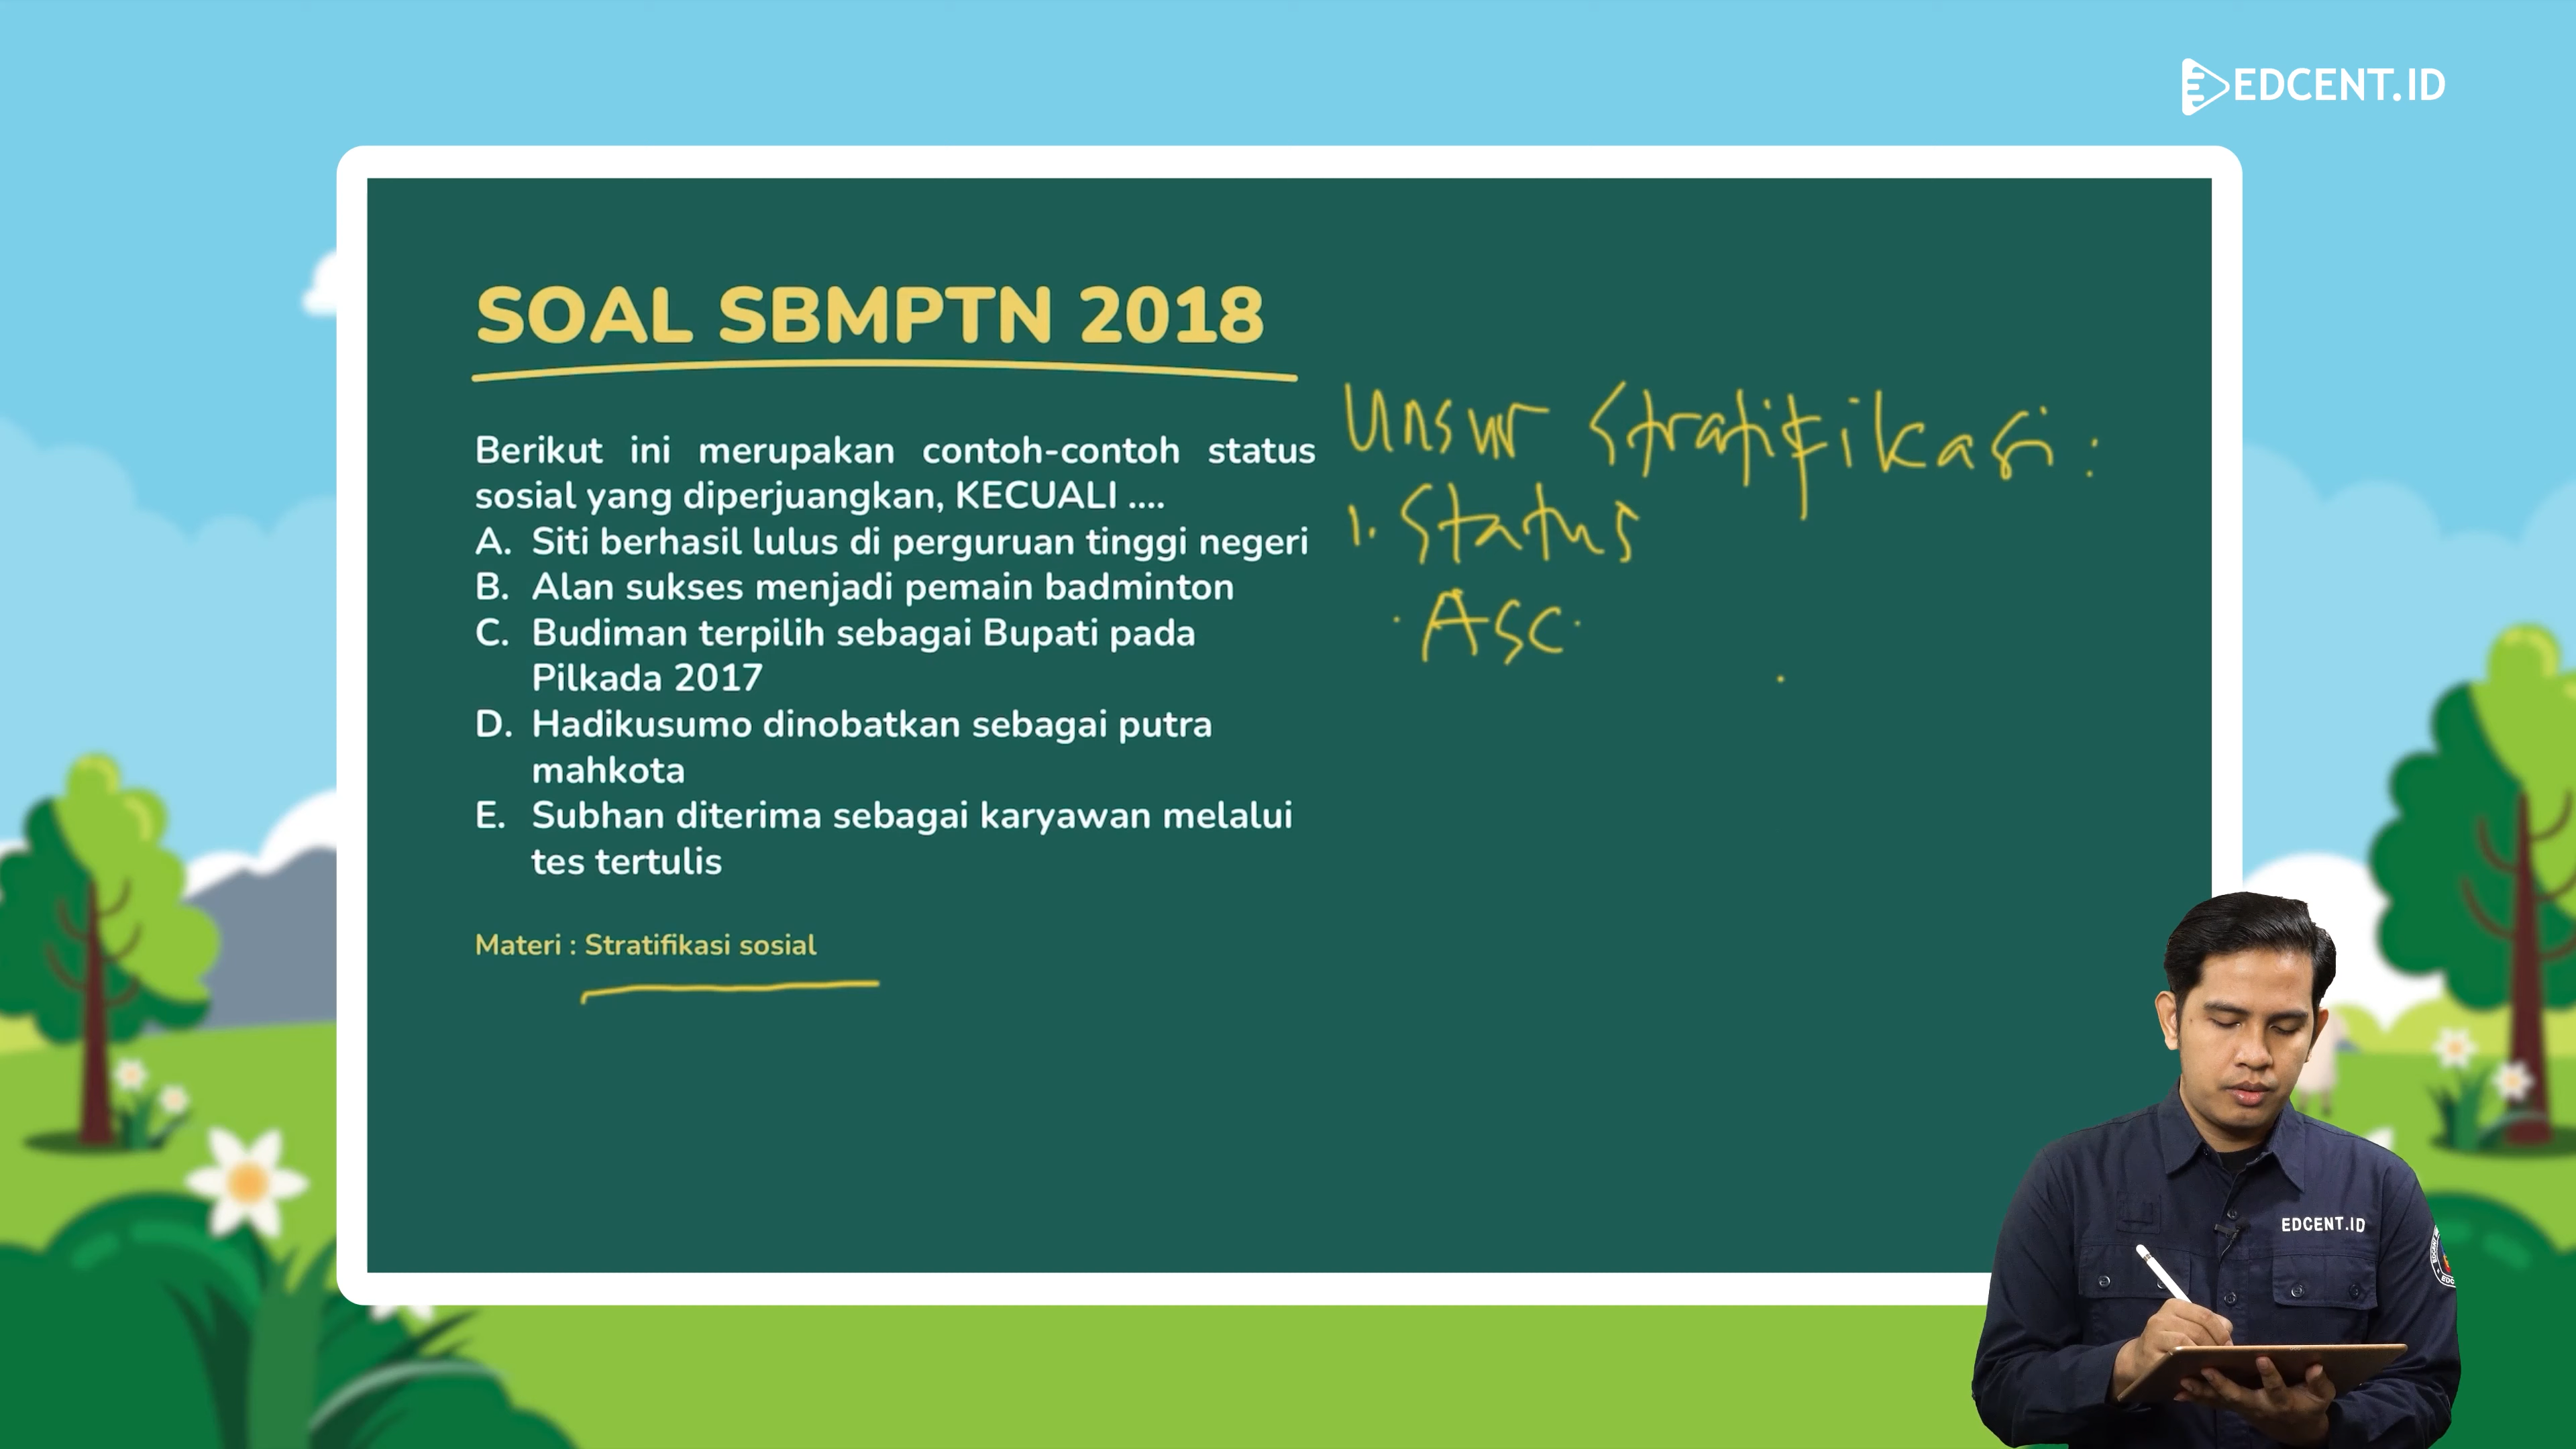 EDCENT.ID
SOAL SBMPTN 2018
Berikut ini merupakan contoh-contoh status
sosial yang diperjuangkan, KECUALI ....
A. Siti berhasil lulus di perguruan tinggi negeri
B. Alan sukses menjadi pemain badminton
C. Budiman terpilih sebagai Bupati pada
Pilkada 2017
D. Hadikusumo dinobatkan sebagai putra
mahkota
E. Subhan diterima sebagai karyawan melalui
tes tertulis
Materi : Stratifikasi sosial
Unsur Stratifikasi :
1. Status
· Asc.
EDCENT.ID